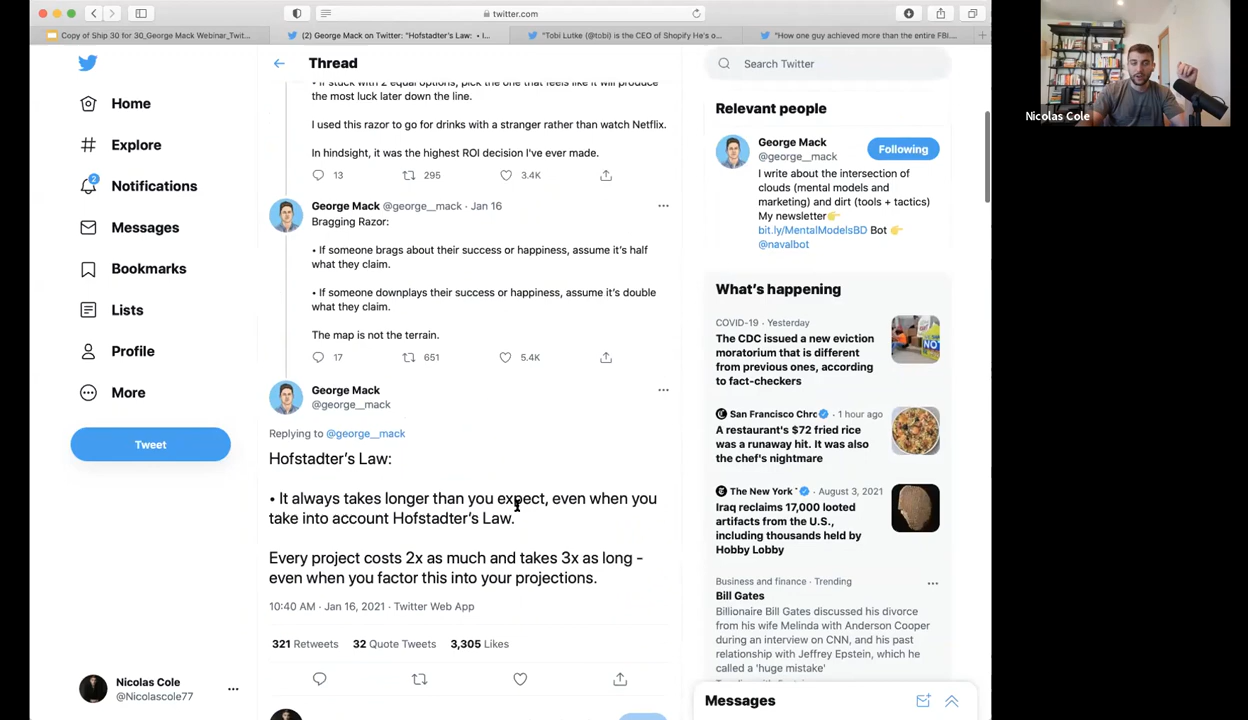 twitter.com
Copy of Ship 30 for 30_George Mack Webinar_Twit...
(2) George Mack on Twitter: "Hofstadter's Law: • I...
"Tobi Lutke (@tobi) is the CEO of Shopify He's o...
"How one guy achieved more than the entire FBI...
Home
Explore
2
Notifications
Messages
Bookmarks
Lists
Profile
More
Tweet
Nicolas Cole
@Nicolascole77
Thread
• If stuck with 2 equal options, pick the one that feels like it will produce
the most luck later down the line.
I used this razor to go for drinks with a stranger rather than watch Netflix.
In hindsight, it was the highest ROI decision I've ever made.
13 295 3.4K
George Mack @george__mack · Jan 16
Bragging Razor:
• If someone brags about their success or happiness, assume it's half
what they claim.
• If someone downplays their success or happiness, assume it's double
what they claim.
The map is not the terrain.
17 651 5.4K
George Mack
@george__mack
Replying to @george__mack
Hofstadter's Law:
• It always takes longer than you expect, even when you
take into account Hofstadter's Law.
Every project costs 2x as much and takes 3x as long -
even when you factor this into your projections.
10:40 AM · Jan 16, 2021 · Twitter Web App
321 Retweets 32 Quote Tweets 3,305 Likes
Search Twitter
Relevant people
George Mack
@george__mack
Following
I write about the intersection of
clouds (mental models and
marketing) and dirt (tools + tactics)
My newsletter👉
bit.ly/MentalModelsBD Bot 👉
@navalbot
What's happening
COVID-19 · Yesterday
The CDC issued a new eviction
moratorium that is different
from previous ones, according
to fact-checkers
San Francisco Chrc · 1 hour ago
A restaurant's $72 fried rice
was a runaway hit. It was also
the chef's nightmare
The New York · August 3, 2021
Iraq reclaims 17,000 looted
artifacts from the U.S.,
including thousands held by
Hobby Lobby
Business and finance · Trending
Bill Gates
Billionaire Bill Gates discussed his divorce
from his wife Melinda with Anderson Cooper
during an interview on CNN, and his past
relationship with Jeffrey Epstein, which he
called a 'huge mistake'
Messages
Nicolas Cole